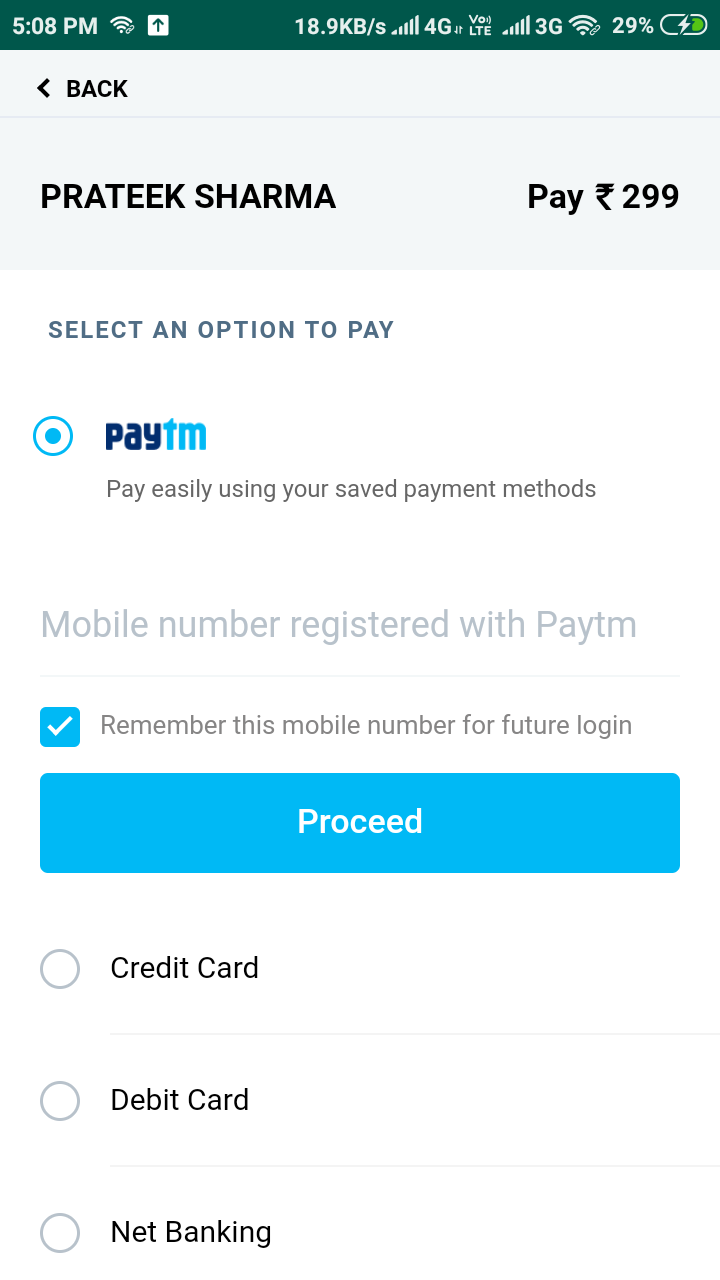 5:08 PM 18.9KB/s 4G Vo)) LTE 3G 29%
BACK
PRATEEK SHARMA Pay ₹ 299
SELECT AN OPTION TO PAY
paytm
Pay easily using your saved payment methods
Mobile number registered with Paytm
Remember this mobile number for future login
Proceed
Credit Card
Debit Card
Net Banking